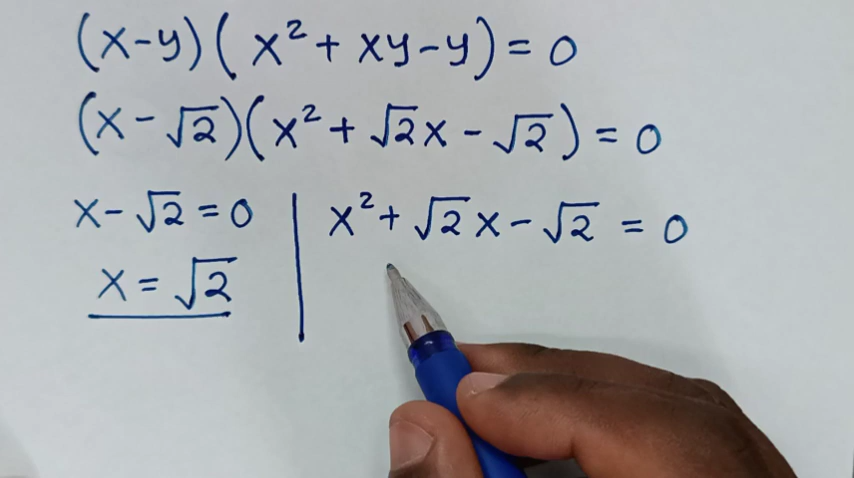 (x-y)(x²+xy-y)=0
(x-√2)(x²+√2x-√2)=0
x-√2=0
x=√2
x²+√2x-√2=0